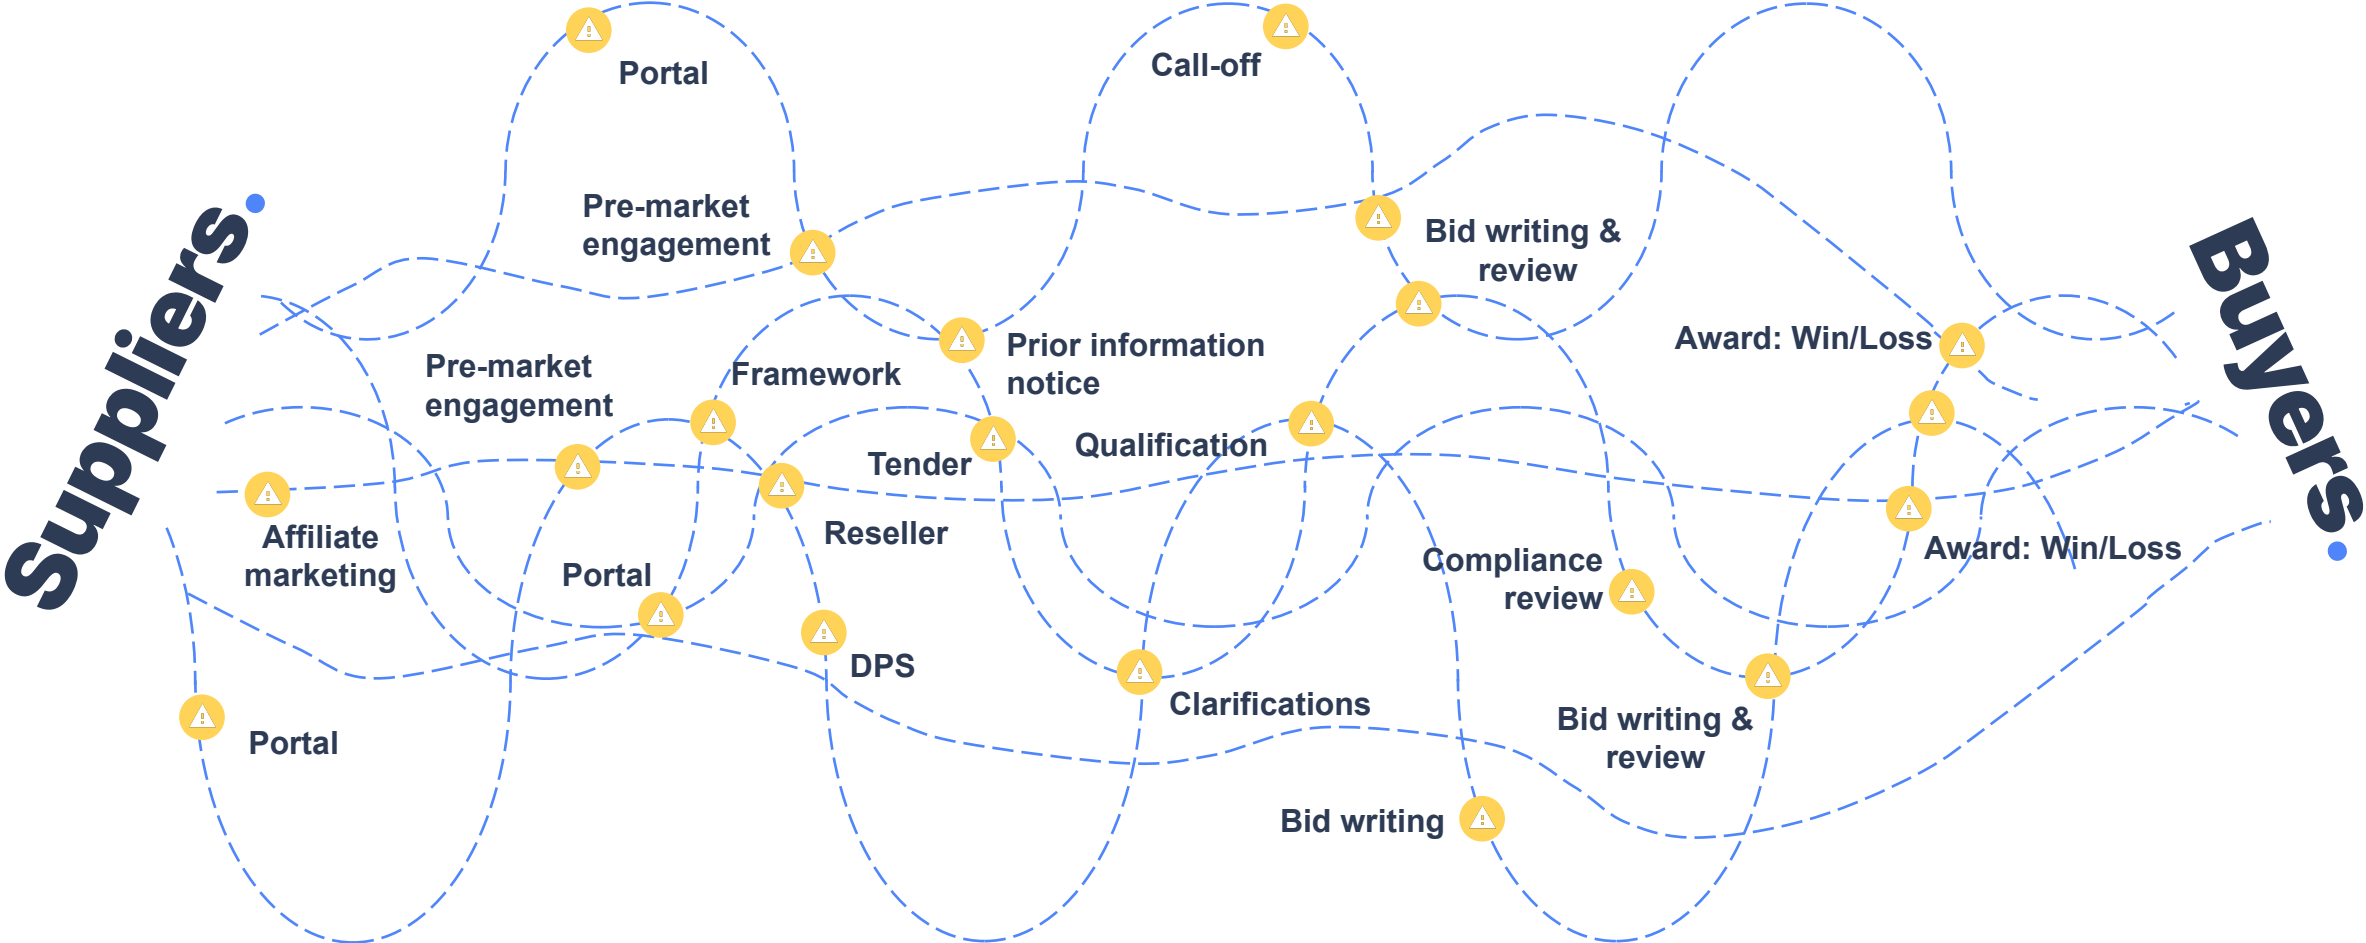 Suppliers.
Portal
Call-off
Pre-market
engagement
Bid writing &
review
Prior information
notice
Award: Win/Loss
Pre-market
engagement
Framework
Tender
Qualification
Affiliate
marketing
Reseller
Portal
Compliance
review
Award: Win/Loss
DPS
Clarifications
Portal
Bid writing &
review
Bid writing
Buyers.